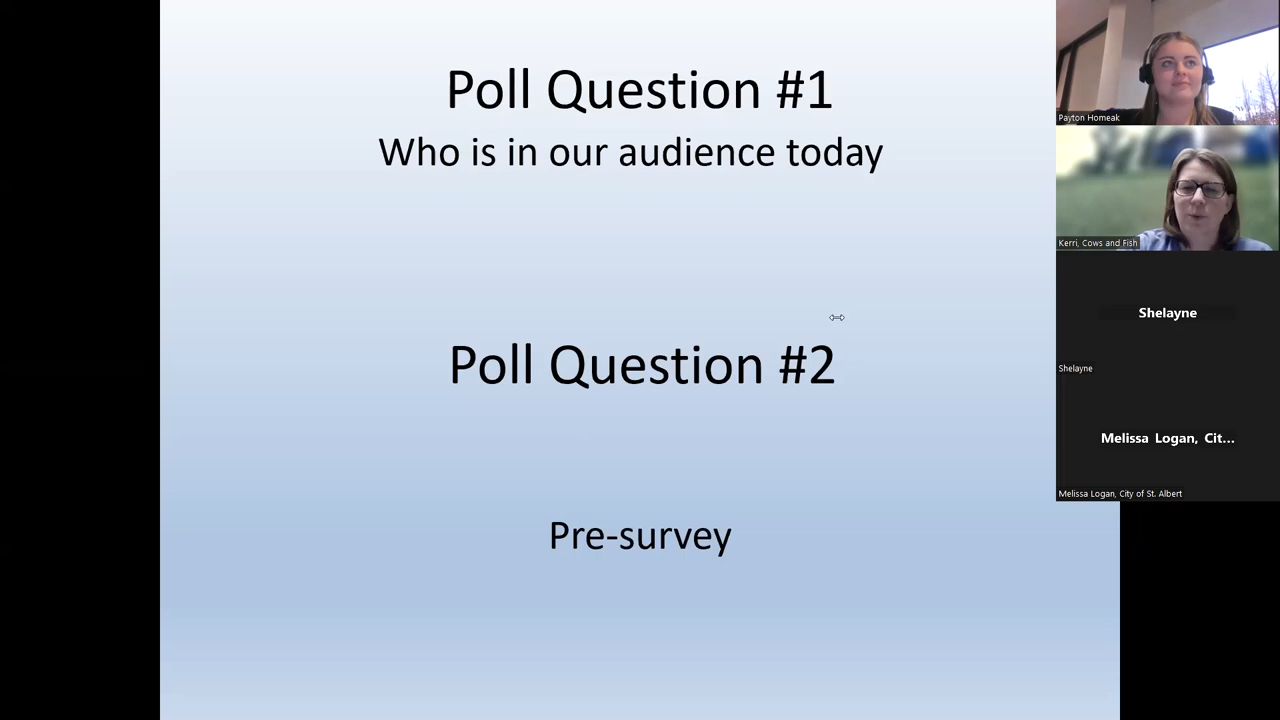 Poll Question #1
Who is in our audience today
Poll Question #2
Pre-survey
Payton Homeak
Kerri, Cows and Fish
Shelayne
Shelayne
Melissa Logan, Cit...
Melissa Logan, City of St. Albert